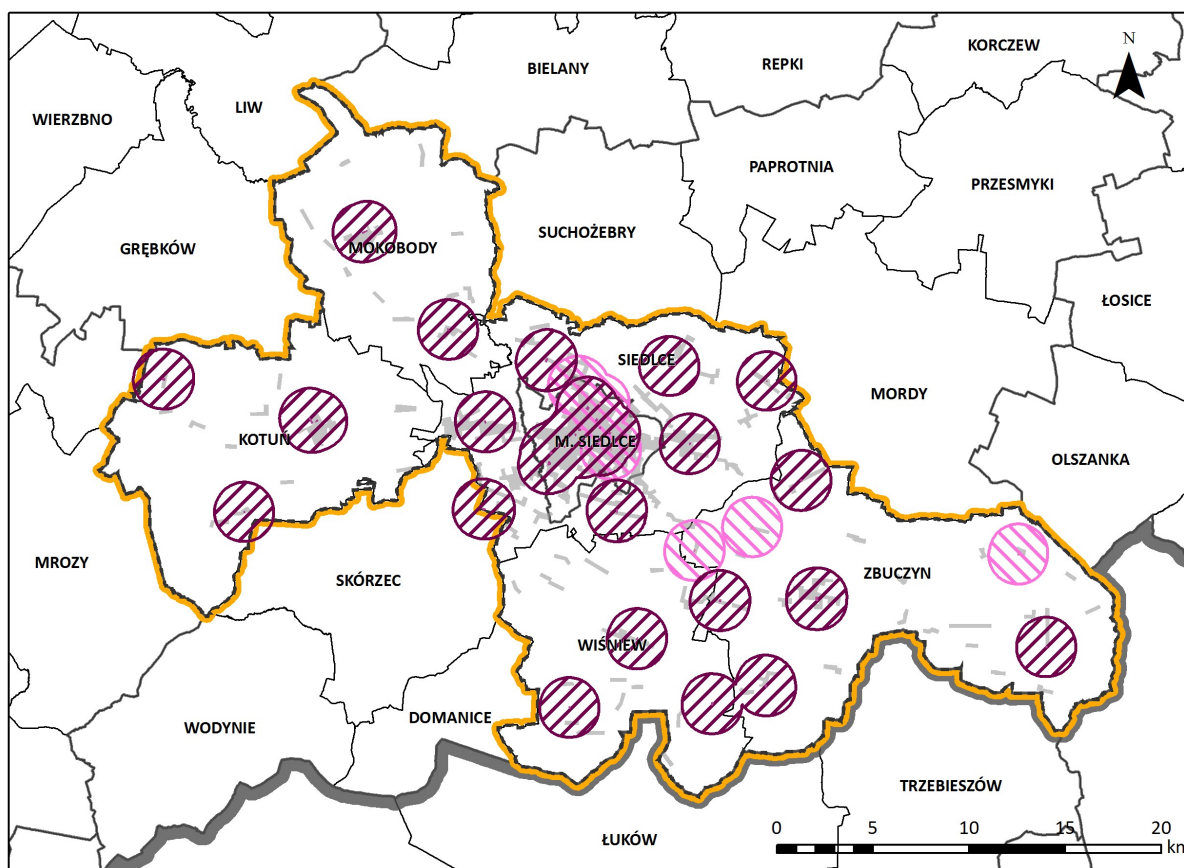 KORCZEW
N
BIELANY
REPKI
LIW
WIERZBNO
PAPROTNIA
PRZESMYKI
SUCHOŻEBRY
GRĘBKÓW
MOKOBODY
ŁOSICE
SIEDLCE
MORDY
KOTUŃ
M. SIEDLCE
OLSZANKA
MROZY
SKÓRZEC
ZBUCZYN
WIŚNIEW
WODYNIE
DOMANICE
TRZEBIESZÓW
ŁUKÓW
0 5 10 15 20
km